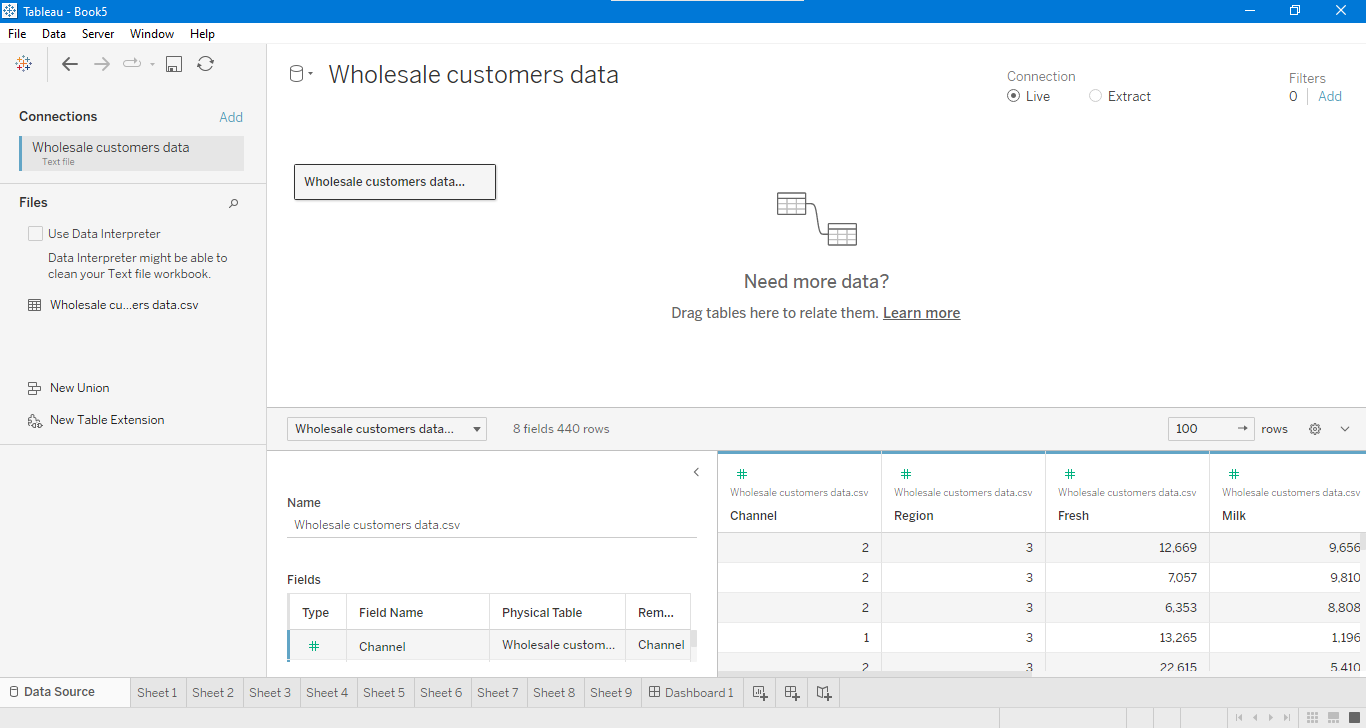 Tableau - Book5
File Data Server Window Help
Connections Add
Wholesale customers data
Text file
Files
Use Data Interpreter
Data Interpreter might be able to
clean your Text file workbook.
Wholesale cu...ers data.csv
New Union
New Table Extension
Wholesale customers data
Connection
Live Extract
Filters
0 Add
Wholesale customers data...
Need more data?
Drag tables here to relate them. Learn more
Wholesale customers data... 8 fields 440 rows 100 rows
Name
Wholesale customers data.csv
Fields
Type Field Name Physical Table Rem...
# Channel Wholesale custom... Channel
# # # #
Wholesale customers data.csv Wholesale customers data.csv Wholesale customers data.csv Wholesale customers data.csv
Channel Region Fresh Milk
2 3 12,669 9,656
2 3 7,057 9,810
2 3 6,353 8,808
1 3 13,265 1,196
2 3 22,615 5,410
Data Source Sheet 1 Sheet 2 Sheet 3 Sheet 4 Sheet 5 Sheet 6 Sheet 7 Sheet 8 Sheet 9 Dashboard 1